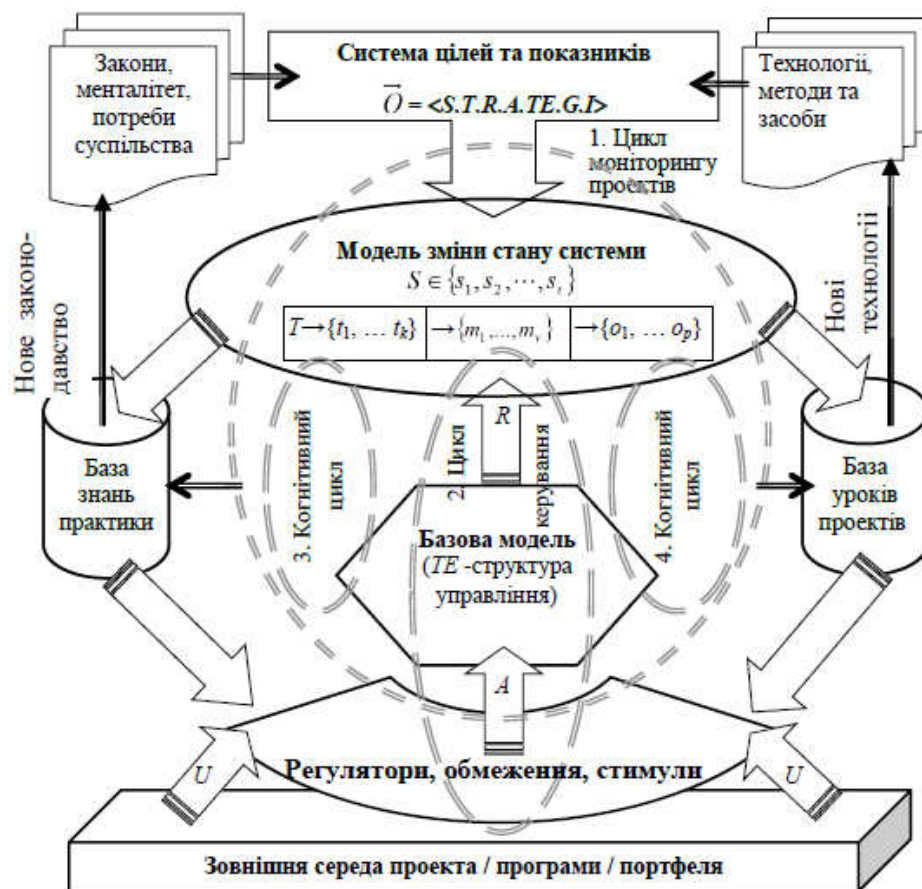 Закони,
менталітет,
потреби
суспільства
Система цілей та показників
O⃗ = <S.T.R.A.TE.G.I>
Технології,
методи та
засоби
1. Цикл
моніторингу
проектів
Нове законо-
давство
Модель зміни стану системи
S ∈ {s₁, s₂, ⋯, sₜ}
T→{t₁, … tₖ} →{m₁,...,mᵥ} →{o₁, … oₚ}
Нові
технології
База
знань
практики
3. Когнітивний
цикл
2. Цикл
керування
R
4. Когнітивний
цикл
База
уроків
проектів
Базова модель
(TE -структура
управління)
A
Регулятори, обмеження, стимули
U
U
Зовнішня середа проекта / програми / портфеля